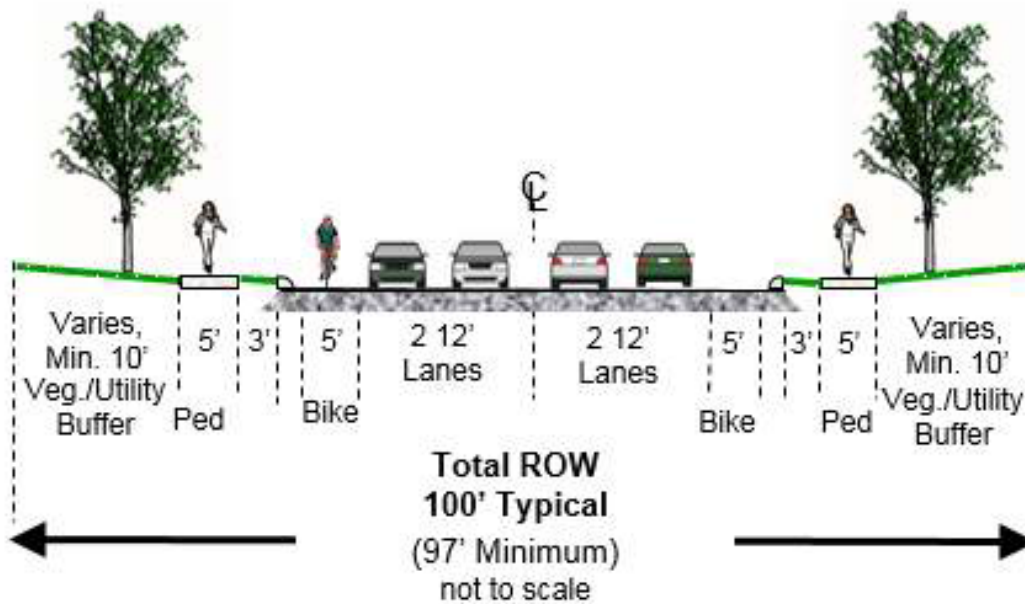 ℄
Varies,
Min. 10’
Veg./Utility
Buffer
5’
Ped
3’
5’
Bike
2 12’
Lanes
2 12’
Lanes
5’
Bike
3’
5’
Ped
Varies,
Min. 10’
Veg./Utility
Buffer
Total ROW
100’ Typical
(97’ Minimum)
not to scale